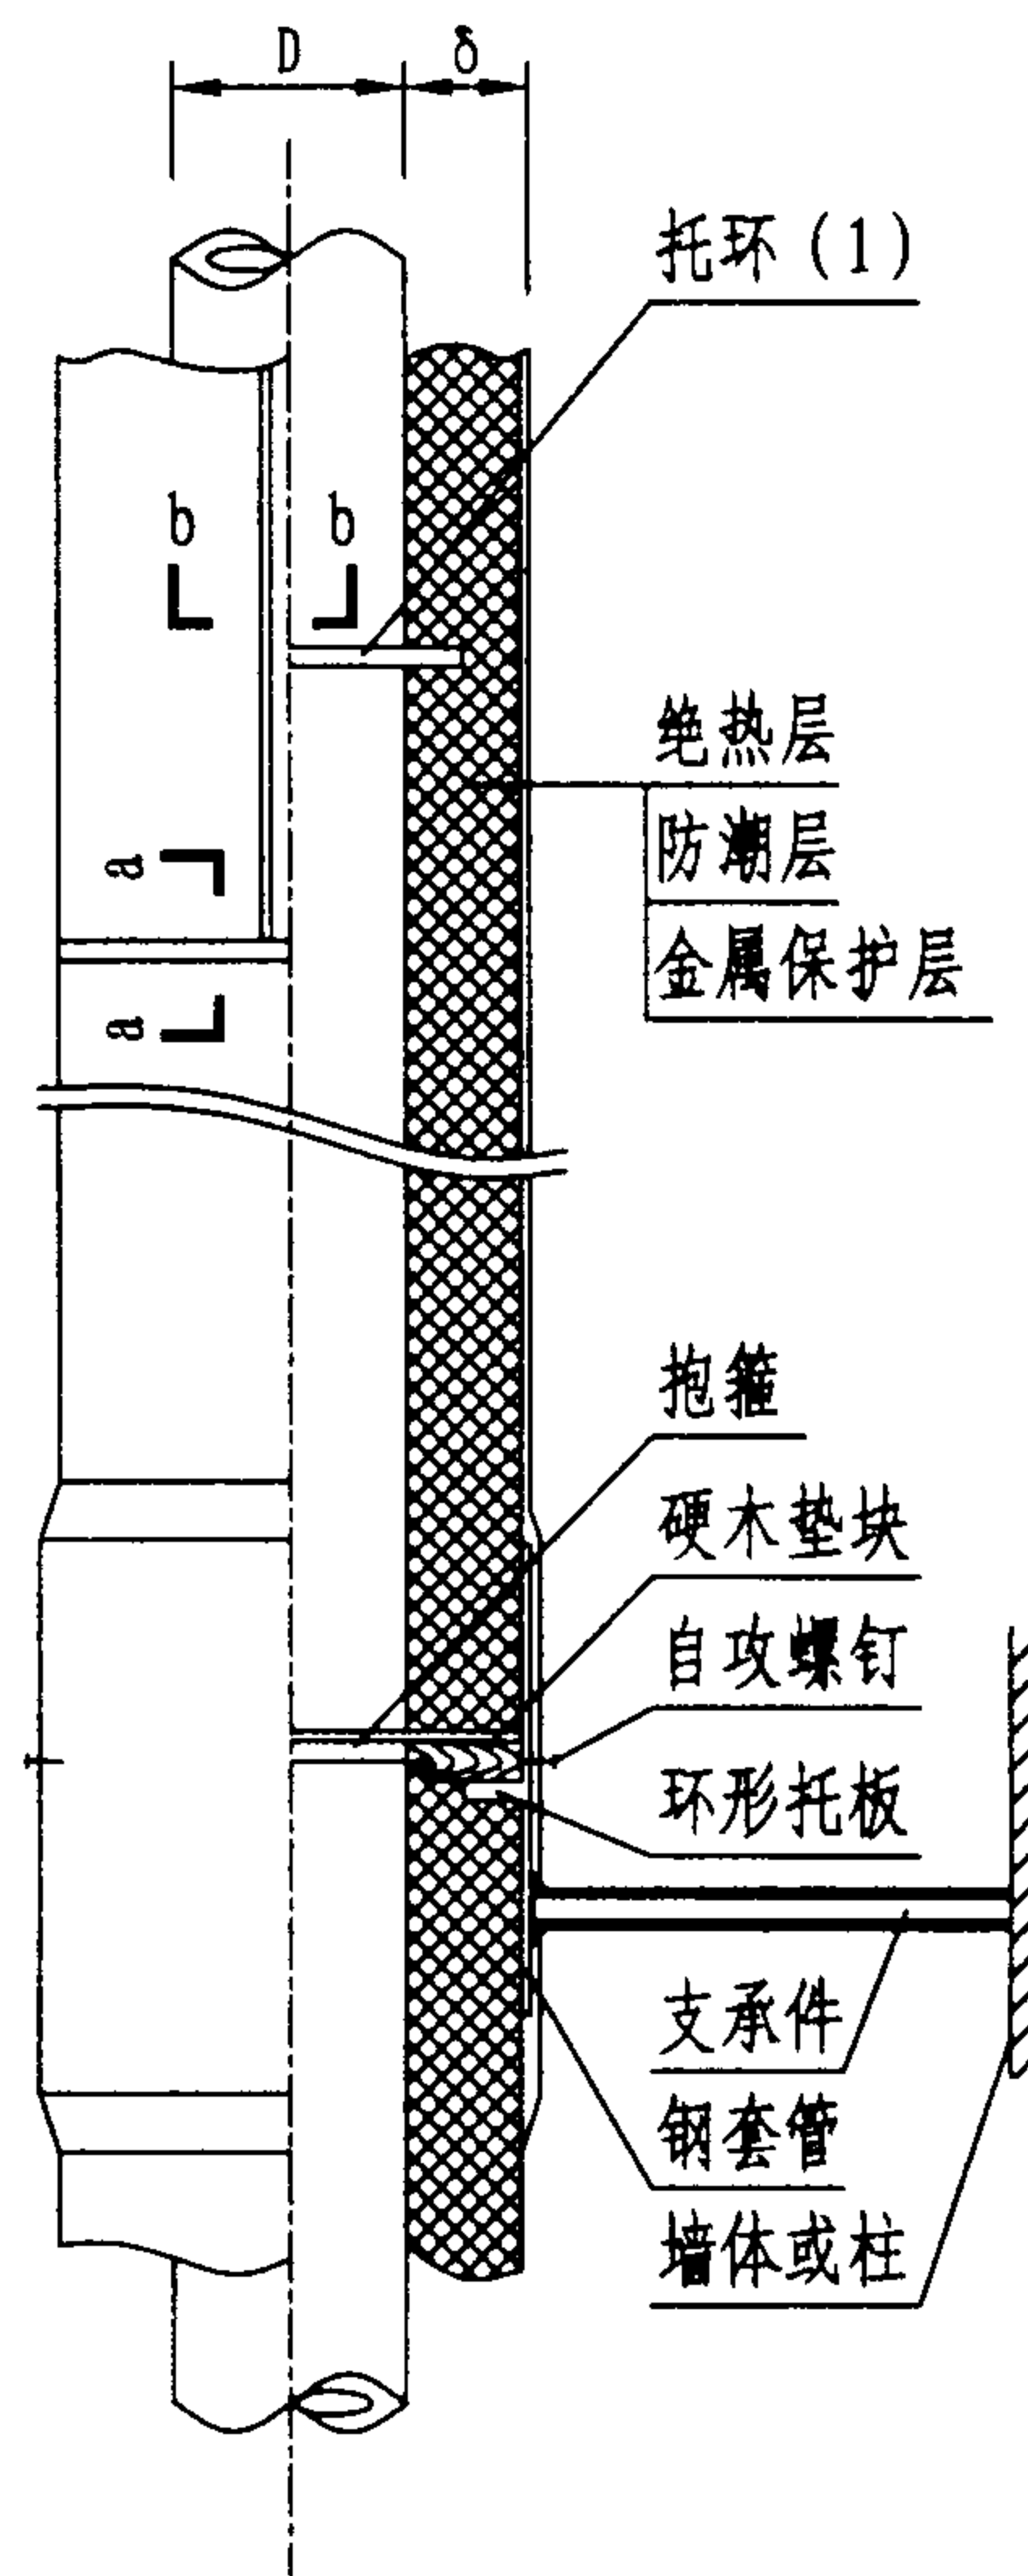 D δ
托环(1)
b b
绝热层
防潮层
a
金属保护层
a
抱箍
硬木垫块
自攻螺钉
环形托板
支承件
钢套管
墙体或柱